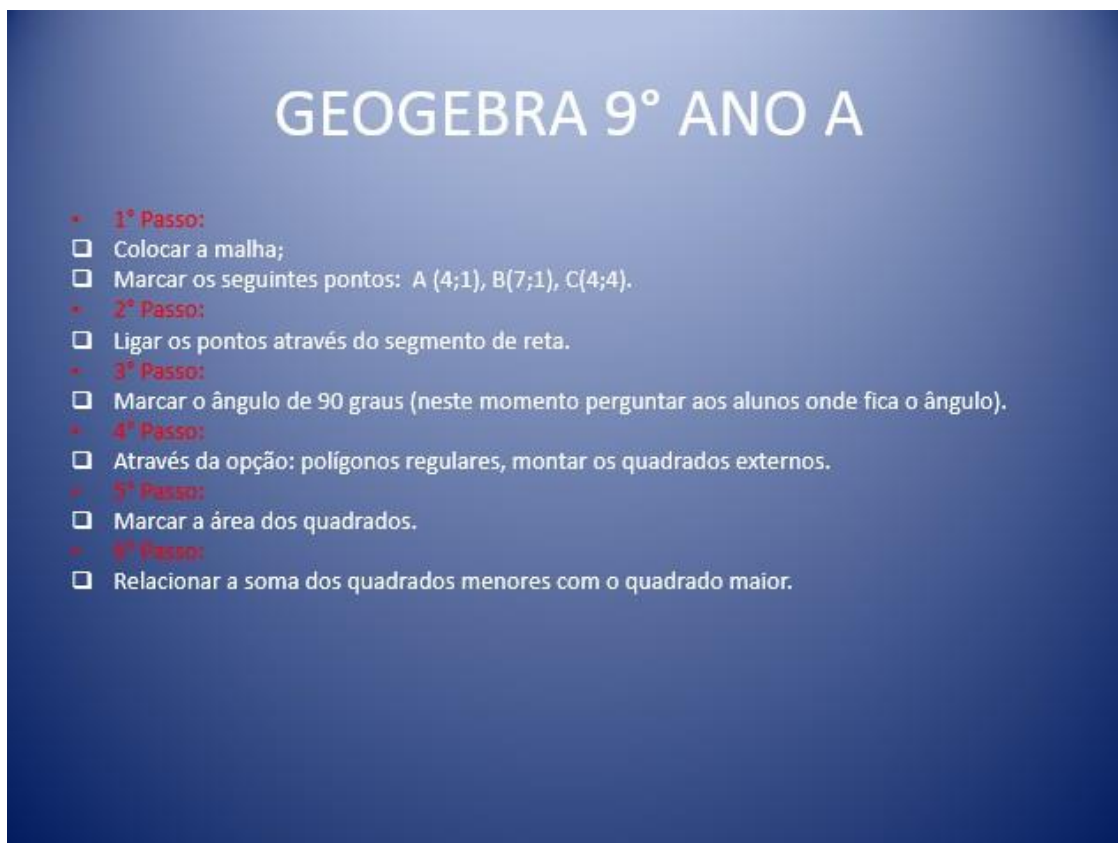 GEOGEBRA 9° ANO A
1° Passo:
Colocar a malha;
Marcar os seguintes pontos: A (4;1), B(7;1), C(4;4).
2° Passo:
Ligar os pontos através do segmento de reta.
3° Passo:
Marcar o ângulo de 90 graus (neste momento perguntar aos alunos onde fica o ângulo).
4° Passo:
Através da opção: polígonos regulares, montar os quadrados externos.
5° Passo:
Marcar a área dos quadrados.
6° Passo:
Relacionar a soma dos quadrados menores com o quadrado maior.